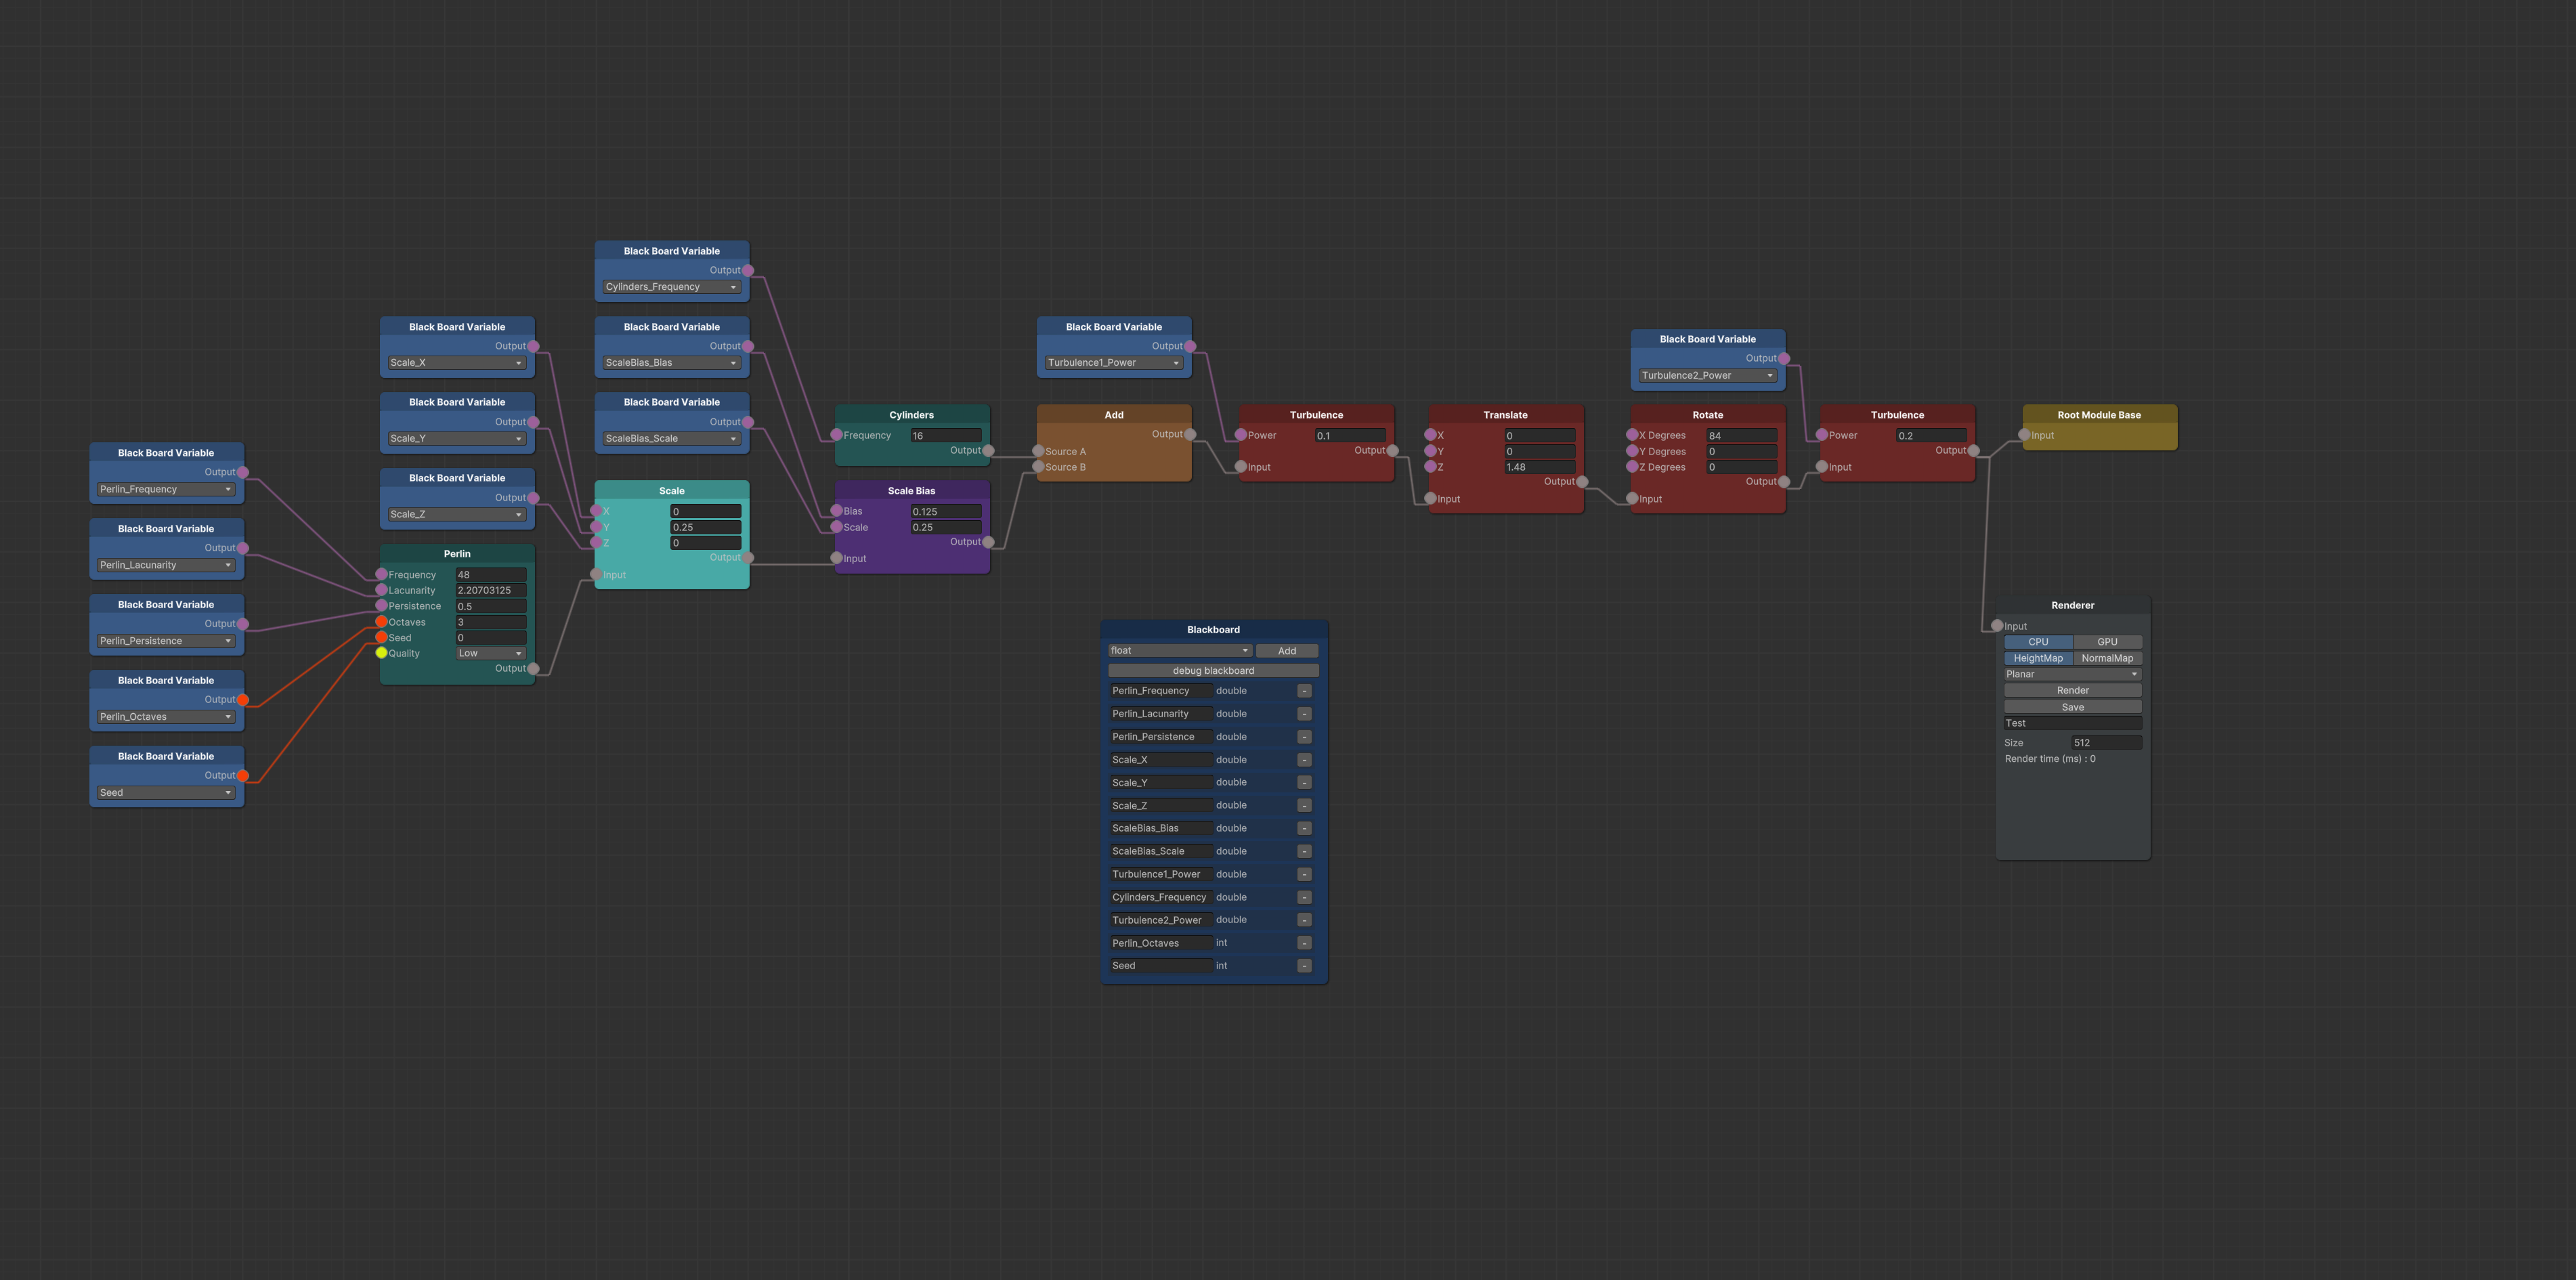 Black Board Variable
Output
Cylinders_Frequency
Black Board Variable
Output
Scale_X
Black Board Variable
Output
ScaleBias_Bias
Black Board Variable
Output
Turbulence1_Power
Black Board Variable
Output
Turbulence2_Power
Black Board Variable
Output
Scale_Y
Black Board Variable
Output
ScaleBias_Scale
Cylinders
Frequency 16
Output
Add
Output
Source A
Source B
Turbulence
Power 0.1
Output
Input
Translate
X 0
Y 0
Z 1.48
Output
Input
Rotate
X Degrees 84
Y Degrees 0
Z Degrees 0
Output
Input
Turbulence
Power 0.2
Output
Input
Root Module Base
Input
Black Board Variable
Output
Perlin_Frequency
Black Board Variable
Output
Scale_Z
Scale
X 0
Y 0.25
Z 0
Output
Input
Scale Bias
Bias 0.125
Scale 0.25
Output
Input
Black Board Variable
Output
Perlin_Lacunarity
Perlin
Frequency 48
Lacunarity 2.20703125
Persistence 0.5
Octaves 3
Seed 0
Quality Low
Output
Black Board Variable
Output
Perlin_Persistence
Black Board Variable
Output
Perlin_Octaves
Black Board Variable
Output
Seed
Blackboard
float Add
debug blackboard
Perlin_Frequency double -
Perlin_Lacunarity double -
Perlin_Persistence double -
Scale_X double -
Scale_Y double -
Scale_Z double -
ScaleBias_Bias double -
ScaleBias_Scale double -
Turbulence1_Power double -
Cylinders_Frequency double -
Turbulence2_Power double -
Perlin_Octaves int -
Seed int -
Renderer
Input
CPU GPU
HeightMap NormalMap
Planar
Render
Save
Test
Size 512
Render time (ms) : 0